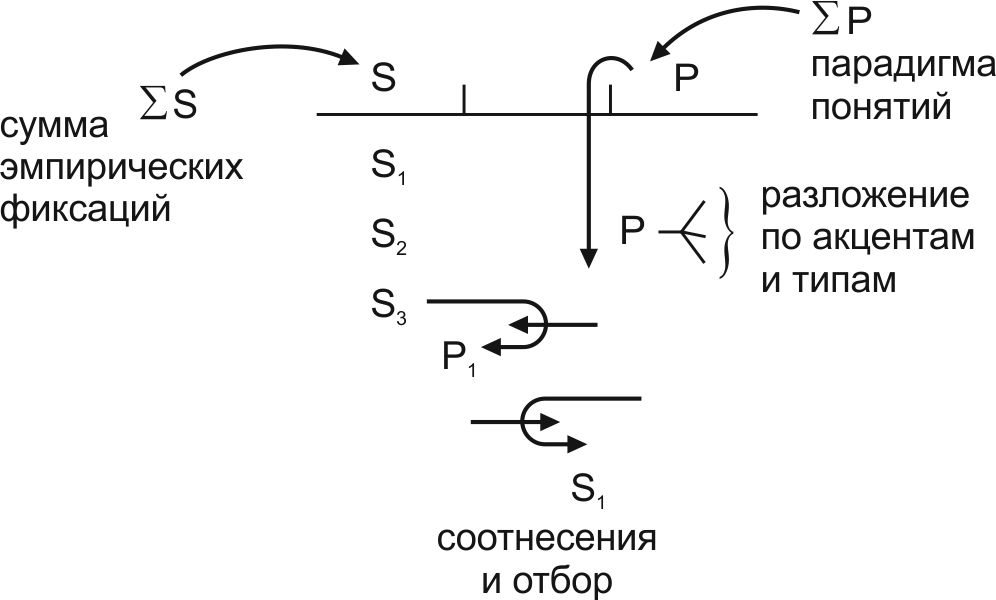 ∑ S
сумма
эмпирических
фиксаций
S
P
∑ P
парадигма
понятий
S₁
S₂
S₃
P
разложение
по акцентам
и типам
P₁
S₁
соотнесения
и отбор